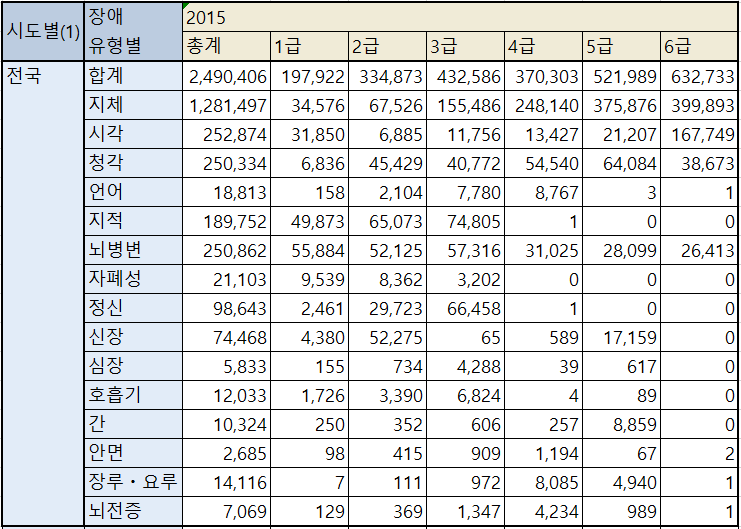 시도별(1) 장애 유형별 2015
총계 1급 2급 3급 4급 5급 6급
전국 합계 2,490,406 197,922 334,873 432,586 370,303 521,989 632,733
지체 1,281,497 34,576 67,526 155,486 248,140 375,876 399,893
시각 252,874 31,850 6,885 11,756 13,427 21,207 167,749
청각 250,334 6,836 45,429 40,772 54,540 64,084 38,673
언어 18,813 158 2,104 7,780 8,767 3 1
지적 189,752 49,873 65,073 74,805 1 0 0
뇌병변 250,862 55,884 52,125 57,316 31,025 28,099 26,413
자폐성 21,103 9,539 8,362 3,202 0 0 0
정신 98,643 2,461 29,723 66,458 1 0 0
신장 74,468 4,380 52,275 65 589 17,159 0
심장 5,833 155 734 4,288 39 617 0
호흡기 12,033 1,726 3,390 6,824 4 89 0
간 10,324 250 352 606 257 8,859 0
안면 2,685 98 415 909 1,194 67 2
장루・요루 14,116 7 111 972 8,085 4,940 1
뇌전증 7,069 129 369 1,347 4,234 989 1